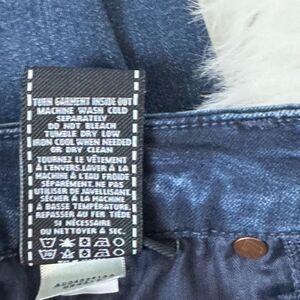 TURN GARMENT INSIDE OUT
MACHINE WASH COLD
SEPARATELY
DO NOT BLEACH
TUMBLE DRY LOW
IRON COOL WHEN NEEDED
OR DRY CLEAN
TOURNEZ LE VÊTEMENT
À L'ENVERS.LAVER À LA
MACHINE À L'EAU FROIDE
SÉPARÉMENT. NE PAS
UTILISER DE JAVELLISANT.
SÉCHER À LA MACHINE
À BASSE TEMPÉRATURE.
REPASSER AU FER TIÈDE
SI NÉCESSAIRE
OU NETTOYER À SEC.